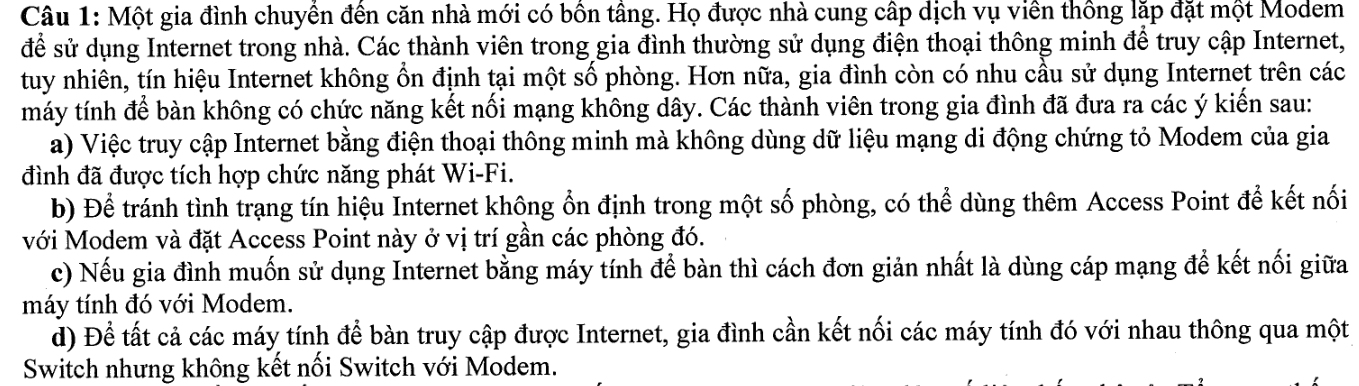 Câu 1: Một gia đình chuyển đến căn nhà mới có bốn tầng. Họ được nhà cung cấp dịch vụ viễn thông lắp đặt một Modem
để sử dụng Internet trong nhà. Các thành viên trong gia đình thường sử dụng điện thoại thông minh để truy cập Internet,
tuy nhiên, tín hiệu Internet không ổn định tại một số phòng. Hơn nữa, gia đình còn có nhu cầu sử dụng Internet trên các
máy tính để bàn không có chức năng kết nối mạng không dây. Các thành viên trong gia đình đã đưa ra các ý kiến sau:
a) Việc truy cập Internet bằng điện thoại thông minh mà không dùng dữ liệu mạng di động chứng tỏ Modem của gia
đình đã được tích hợp chức năng phát Wi-Fi.
b) Để tránh tình trạng tín hiệu Internet không ổn định trong một số phòng, có thể dùng thêm Access Point để kết nối
với Modem và đặt Access Point này ở vị trí gần các phòng đó.
c) Nếu gia đình muốn sử dụng Internet bằng máy tính để bàn thì cách đơn giản nhất là dùng cáp mạng để kết nối giữa
máy tính đó với Modem.
d) Để tất cả các máy tính để bàn truy cập được Internet, gia đình cần kết nối các máy tính đó với nhau thông qua một
Switch nhưng không kết nối Switch với Modem.